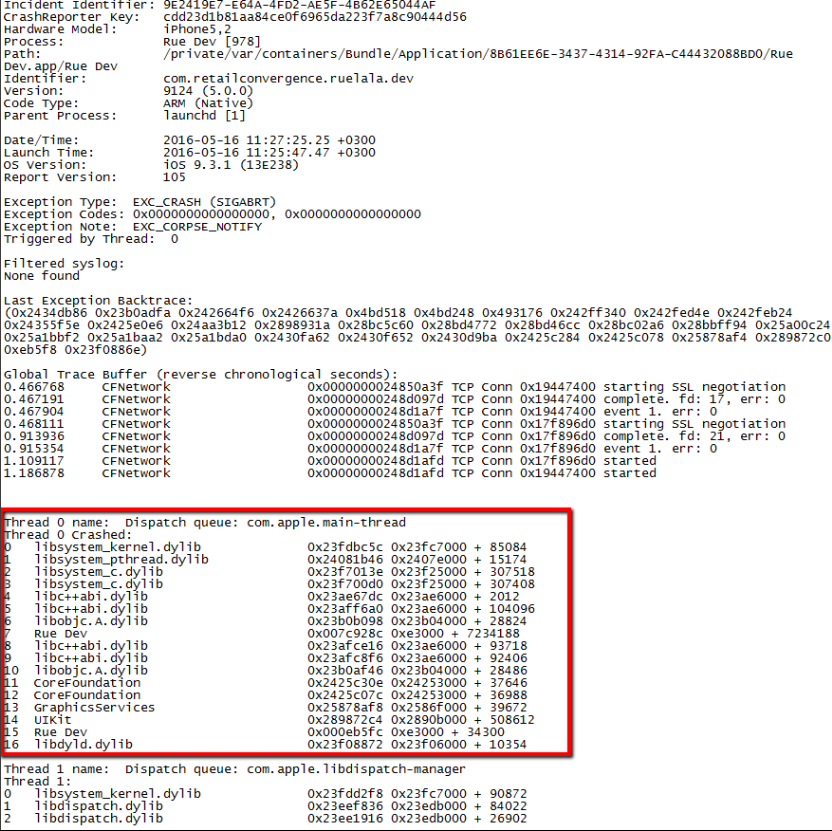 Incident Identifier: 9E2419E7-E64A-4FD2-AE5F-4B62E65044AF
CrashReporter Key:   cdd23d1b81aa84ce0f6965da223f7a8c90444d56
Hardware Model:      iPhone5,2
Process:             Rue Dev [978]
Path:                /private/var/containers/Bundle/Application/8B61EE6E-3437-4314-92FA-C44432088BD0/Rue
Dev.app/Rue Dev
Identifier:          com.retailconvergence.ruelala.dev
Version:             9124 (5.0.0)
Code Type:           ARM (Native)
Parent Process:      launchd [1]
Date/Time:           2016-05-16 11:27:25.25 +0300
Launch Time:         2016-05-16 11:25:47.47 +0300
OS Version:          iOS 9.3.1 (13E238)
Report Version:      105
Exception Type:  EXC_CRASH (SIGABRT)
Exception Codes: 0x0000000000000000, 0x0000000000000000
Exception Note:  EXC_CORPSE_NOTIFY
Triggered by Thread:  0
Filtered syslog:
None found
Last Exception Backtrace:
(0x2434db86 0x23b0adfa 0x242664f6 0x2426637a 0x4bd518 0x4bd248 0x493176 0x242ff340 0x242fed4e 0x242feb24
0x24355f5e 0x2425e0e6 0x24aa3b12 0x2898931a 0x28bc5c60 0x28bd4772 0x28bd46cc 0x28bc02a6 0x28bbff94 0x25a00c24
0x25a1bbf2 0x25a1baa2 0x25a1bda0 0x2430fa62 0x2430f652 0x2430d9ba 0x2425c284 0x2425c078 0x25878af4 0x289872c0
0xeb5f8 0x23f0886e)
Global Trace Buffer (reverse chronological seconds):
0.466768     CFNetwork                 0x0000000024850a3f TCP Conn 0x19447400 starting SSL negotiation
0.467191     CFNetwork                 0x00000000248d097d TCP Conn 0x19447400 complete. fd: 17, err: 0
0.467904     CFNetwork                 0x00000000248d1a7f TCP Conn 0x19447400 event 1. err: 0
0.468111     CFNetwork                 0x0000000024850a3f TCP Conn 0x17f896d0 starting SSL negotiation
0.913936     CFNetwork                 0x00000000248d097d TCP Conn 0x17f896d0 complete. fd: 21, err: 0
0.915354     CFNetwork                 0x00000000248d1a7f TCP Conn 0x17f896d0 event 1. err: 0
1.109117     CFNetwork                 0x00000000248d1afd TCP Conn 0x17f896d0 started
1.186878     CFNetwork                 0x00000000248d1afd TCP Conn 0x19447400 started
Thread 0 name:  Dispatch queue: com.apple.main-thread
Thread 0 Crashed:
0   libsystem_kernel.dylib             0x23fdbc5c 0x23fc7000 + 85084
1   libsystem_pthread.dylib            0x24081b46 0x2407e000 + 15174
2   libsystem_c.dylib                  0x23f7013e 0x23f25000 + 307518
3   libsystem_c.dylib                  0x23f700d0 0x23f25000 + 307408
4   libc++abi.dylib                    0x23ae67dc 0x23ae6000 + 2012
5   libc++abi.dylib                    0x23aff6a0 0x23ae6000 + 104096
6   libobjc.A.dylib                    0x23b0b098 0x23b04000 + 28824
7   Rue Dev                            0x007c928c 0xe3000 + 7234188
8   libc++abi.dylib                    0x23afce16 0x23ae6000 + 93718
9   libc++abi.dylib                    0x23afc8f6 0x23ae6000 + 92406
10  libobjc.A.dylib                    0x23b0af46 0x23b04000 + 28486
11  CoreFoundation                     0x2425c30e 0x24253000 + 37646
12  CoreFoundation                     0x2425c07c 0x24253000 + 36988
13  GraphicsServices                   0x25878af8 0x2586f000 + 39672
14  UIKit                              0x289872c4 0x2890b000 + 508612
15  Rue Dev                            0x000eb5fc 0xe3000 + 34300
16  libdyld.dylib                      0x23f08872 0x23f06000 + 10354
Thread 1 name:  Dispatch queue: com.apple.libdispatch-manager
Thread 1:
0   libsystem_kernel.dylib             0x23fdd2f8 0x23fc7000 + 90872
1   libdispatch.dylib                  0x23eef836 0x23edb000 + 84022
2   libdispatch.dylib                  0x23ee1916 0x23edb000 + 26902